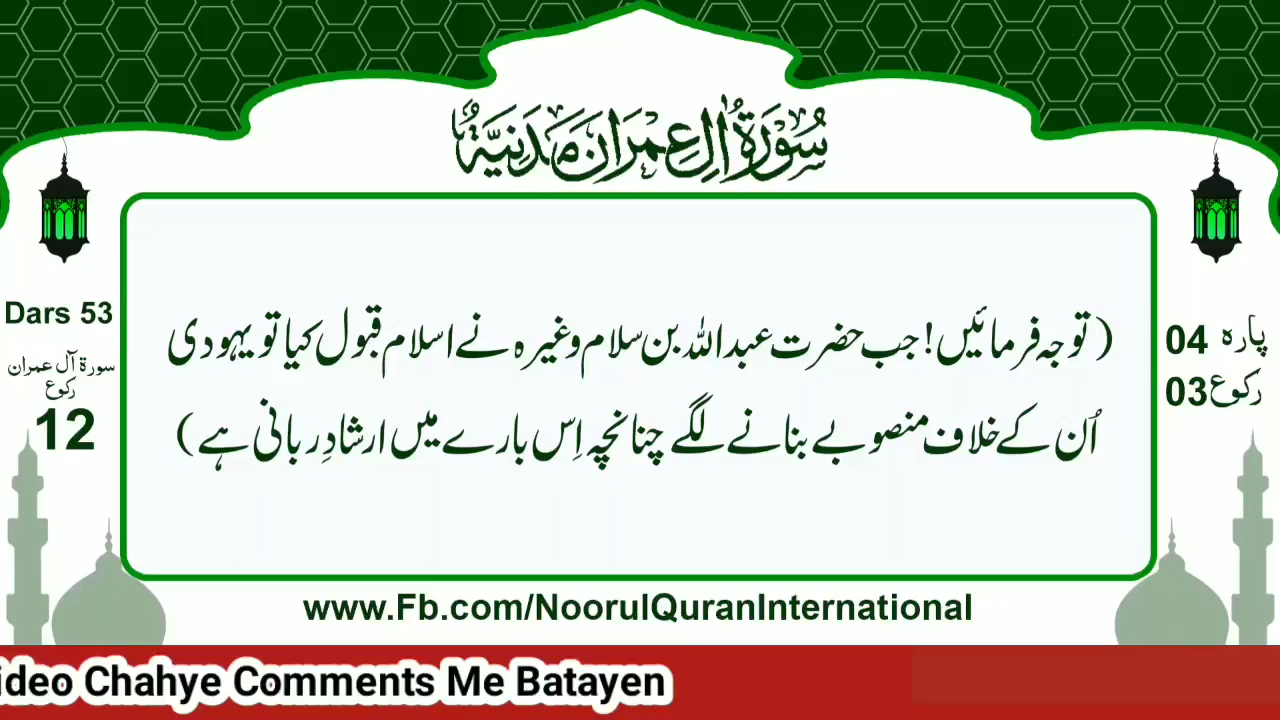 سُوْرَةُ اٰلِ عِمْرَانَ مَدَنِيَّةٌ
Dars 53
سورة آل عمران
رکوع
12
پارہ 04
رکوع 03
(توجہ فرمائیں! جب حضرت عبداللہ بن سلام وغیرہ نے اسلام قبول کیا تو یہودی
اُن کے خلاف منصوبے بنانے لگے چنانچہ اِس بارے میں ارشادِ ربانی ہے)
www.Fb.com/NoorulQuranInternational
ideo Chahye Comments Me Batayen